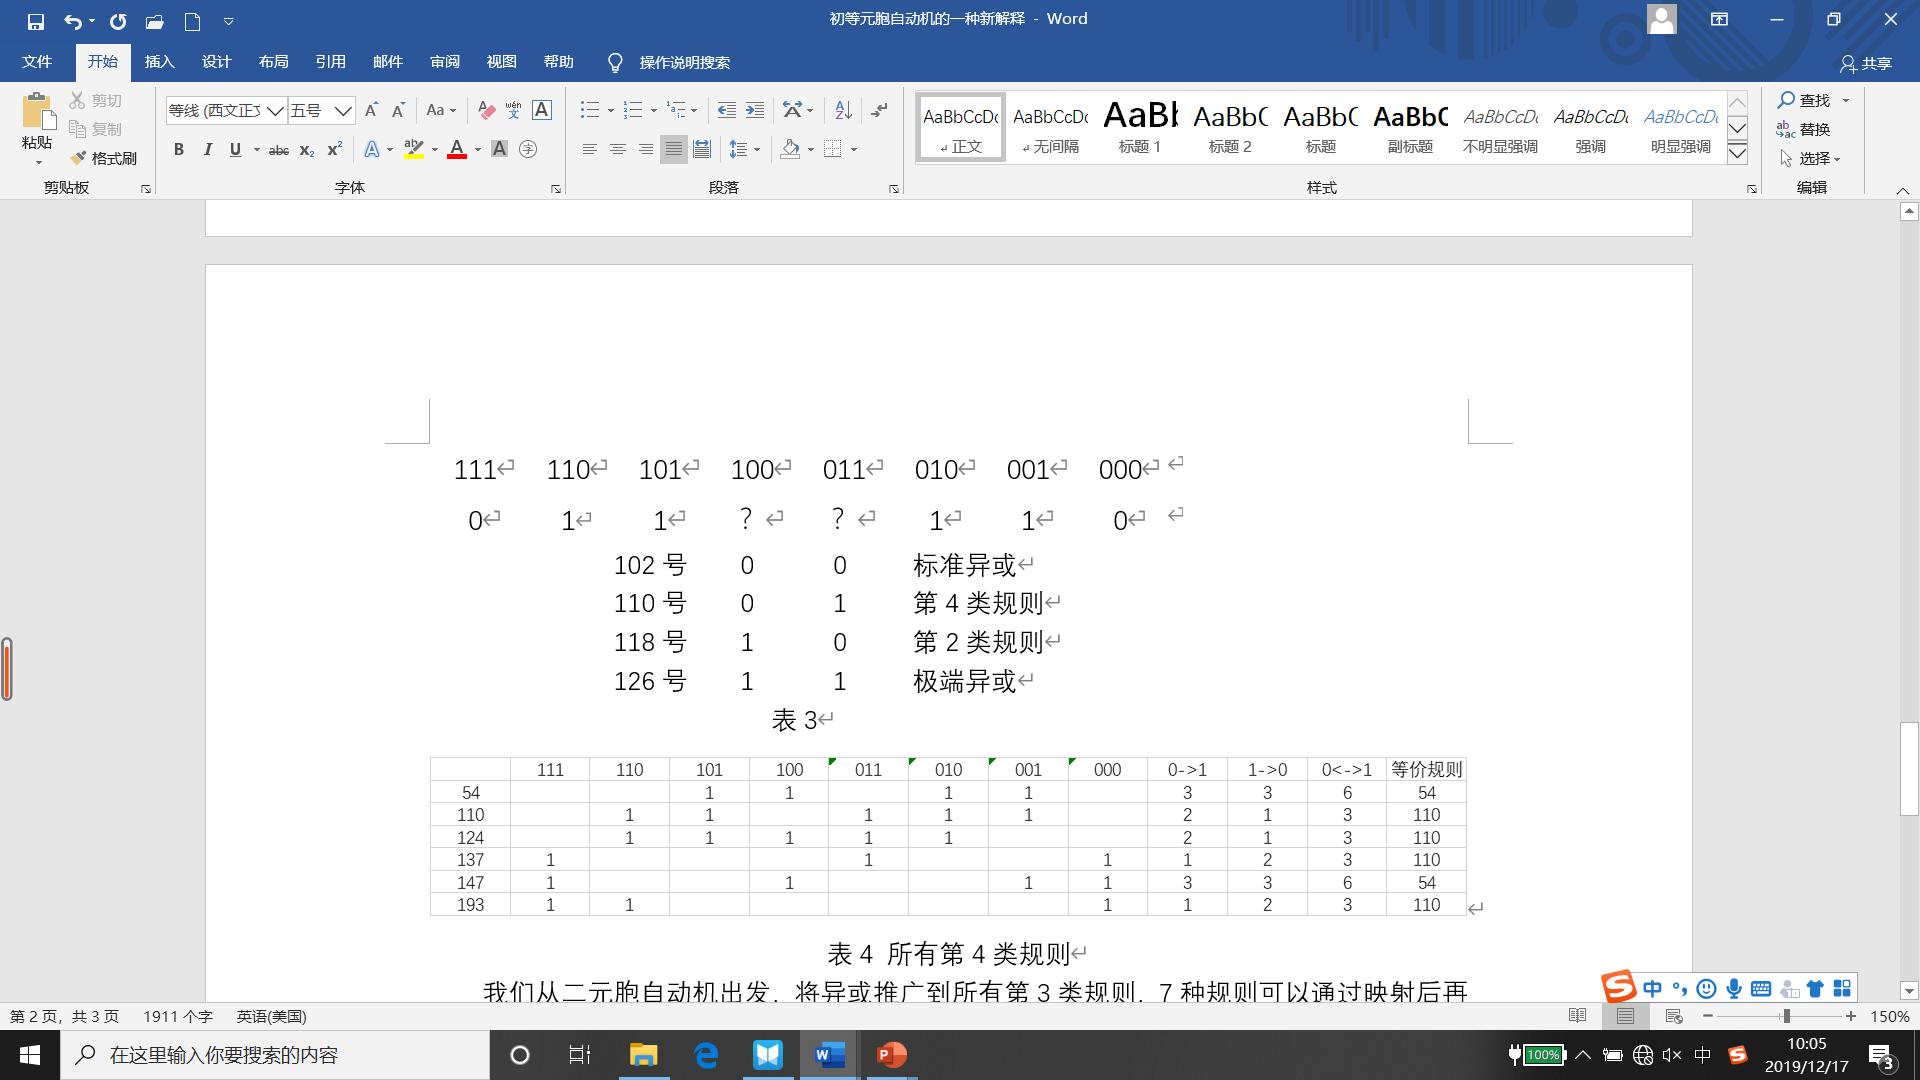 初等元胞自动机的一种新解释 - Word
文件 开始 插入 设计 布局 引用 邮件 审阅 视图 帮助 操作说明搜索 共享
粘贴 剪切 复制 格式刷
等线 (西文正文 五号
AaBbCcDc AaBbCcDc AaBb AaBbC AaBbC AaBbC AaBbCcDc AaBbCcDc AaBbCcDc
正文 无间隔 标题 1 标题 2 标题 副标题 不明显强调 强调 明显强调
查找 替换 选择
剪贴板 字体 段落 样式 编辑
111 110 101 100 011 010 001 000
0 1 1 ? ? 1 1 0
102 号 0 0 标准异或
110 号 0 1 第 4 类规则
118 号 1 0 第 2 类规则
126 号 1 1 极端异或
表 3
111 110 101 100 011 010 001 000 0->1 1->0 0<->1 等价规则
54 1 1 1 1 3 3 6 54
110 1 1 1 1 1 2 1 3 110
124 1 1 1 1 1 2 1 3 110
137 1 1 1 1 2 3 110
147 1 1 1 1 3 3 6 54
193 1 1 1 1 2 3 110
表 4 所有第 4 类规则
我们从二元胞自动机出发，将异或推广到所有第 3 类规则，7 种规则可以通过映射后再
中
第 2 页，共 3 页 1911 个字 英语(美国) 150%
在这里输入你要搜索的内容
100% 中 10:05
2019/12/17 3